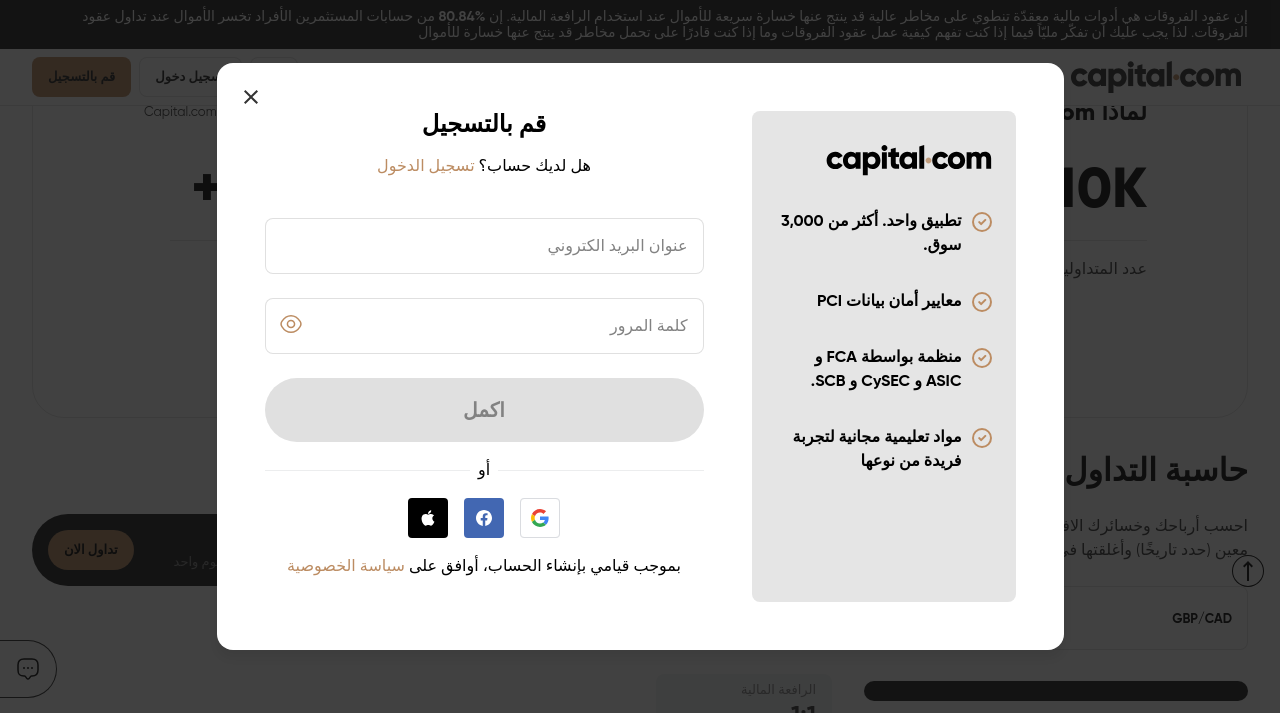 إن عقود الفروقات هي أدوات مالية معقدّة تنطوي على مخاطر عالية قد ينتج عنها خسارة سريعة للأموال عند استخدام الرافعة المالية. إن 80.84% من حسابات المستثمرين الأفراد تخسر الأموال عند تداول عقود
الفروقات. لذا يجب عليك أن تفكّر مليّاً فيما إذا كنت تفهم كيفية عمل عقود الفروقات وما إذا كنت قادرًا على تحمل مخاطر قد ينتج عنها خسارة للأموال
capital.com
تسجيل دخول
قم بالتسجيل
لماذا
Capital.com
10K
+
عدد المتداولين
capital.com
تطبيق واحد. أكثر من 3,000
سوق.
معايير أمان بيانات PCI
منظمة بواسطة FCA و
ASIC و CySEC و SCB.
مواد تعليمية مجانية لتجربة
فريدة من نوعها
قم بالتسجيل
هل لديك حساب؟ تسجيل الدخول
عنوان البريد الكتروني
كلمة المرور
اكمل
أو
بموجب قيامي بإنشاء الحساب، أوافق على سياسة الخصوصية
حاسبة التداول
احسب أرباحك وخسائرك
معين (حدد تاريخًا) وأغلقتها
يوم واحد
تداول الان
GBP/CAD
الرافعة المالية
1:1